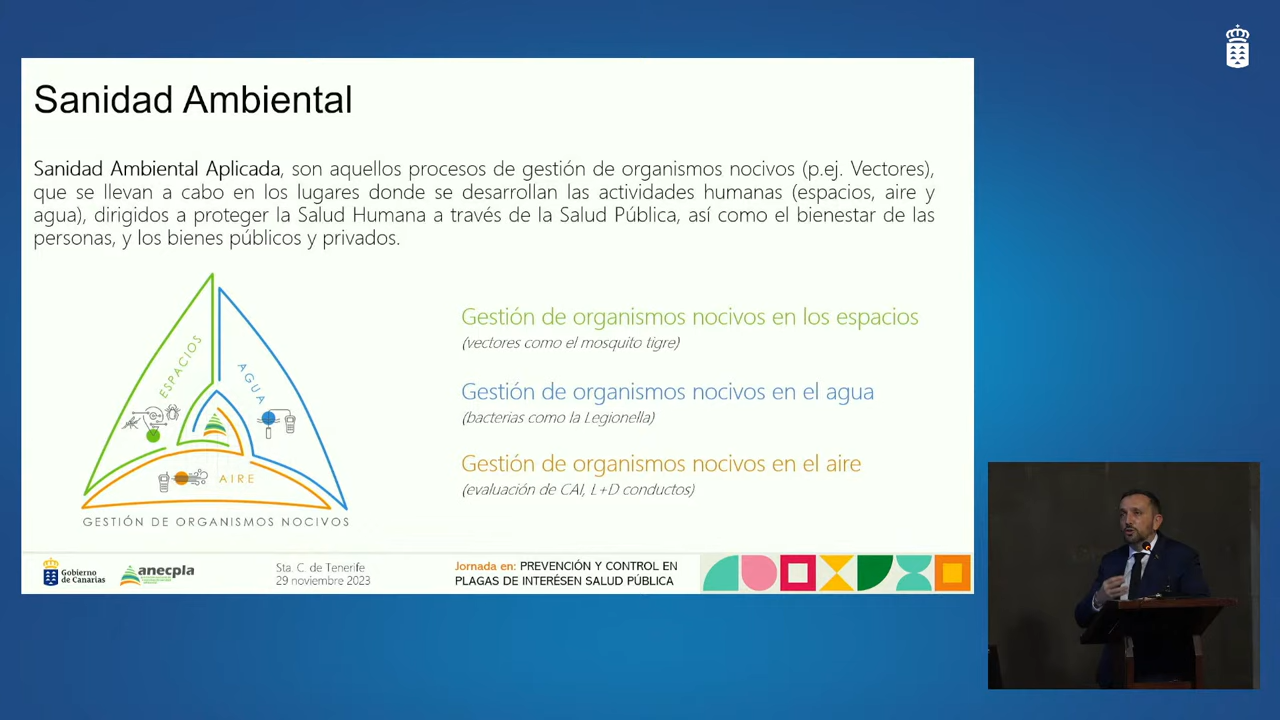 Sanidad Ambiental
Sanidad Ambiental Aplicada, son aquellos procesos de gestión de organismos nocivos (p.ej. Vectores),
que se llevan a cabo en los lugares donde se desarrollan las actividades humanas (espacios, aire y
agua), dirigidos a proteger la Salud Humana a través de la Salud Pública, así como el bienestar de las
personas, y los bienes públicos y privados.
ESPACIOS
AGUA
AIRE
GESTIÓN DE ORGANISMOS NOCIVOS
Gestión de organismos nocivos en los espacios
(vectores como el mosquito tigre)
Gestión de organismos nocivos en el agua
(bacterias como la Legionella)
Gestión de organismos nocivos en el aire
(evaluación de CAI, L+D conductos)
Gobierno
de Canarias
anecpla
Sta. C. de Tenerife
29 noviembre 2023
Jornada en: PREVENCIÓN Y CONTROL EN
PLAGAS DE INTERÉSEN SALUD PÚBLICA